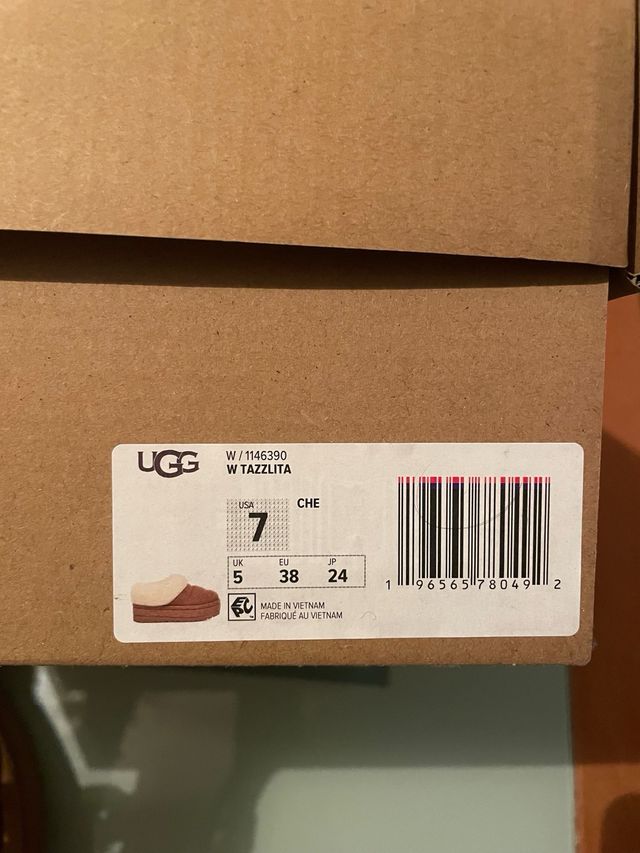 UGG
W / 1146390
W TAZZLITA
USA
7
CHE
UK EU JP
5 38 24
MADE IN VIETNAM
FABRIQUÉ AU VIETNAM
1 96565 78049 2